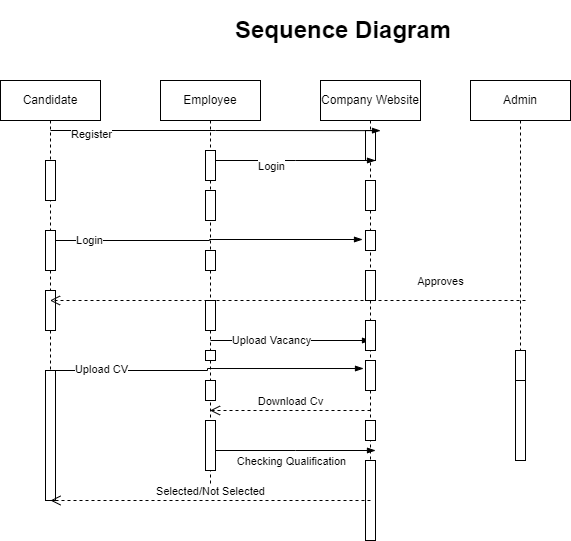 Sequence Diagram
Candidate
Employee
Company Website
Admin
Register
Login
Login
Approves
Upload Vacancy
Upload CV
Download Cv
Checking Qualification
Selected/Not Selected